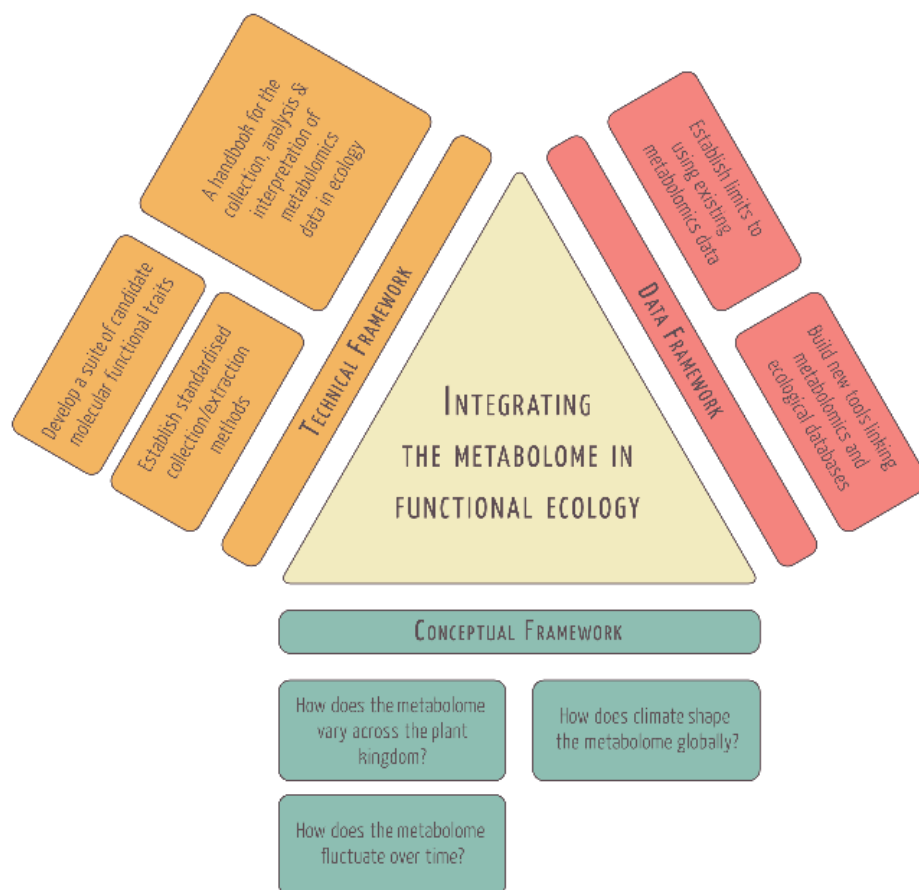 A handbook for the
collection, analysis &
interpretation of
metabolomics
data in ecology
Develop a suite of candidate
molecular functional traits
Establish standardised
collection/extraction
methods
Technical Framework
Establish limits to
using existing
metabolomics data
Build new tools linking
metabolomics and
ecological databases
Data Framework
Integrating
the metabolome in
functional ecology
Conceptual Framework
How does the metabolome
vary across the plant
kingdom?
How does climate shape
the metabolome globally?
How does the metabolome
fluctuate over time?